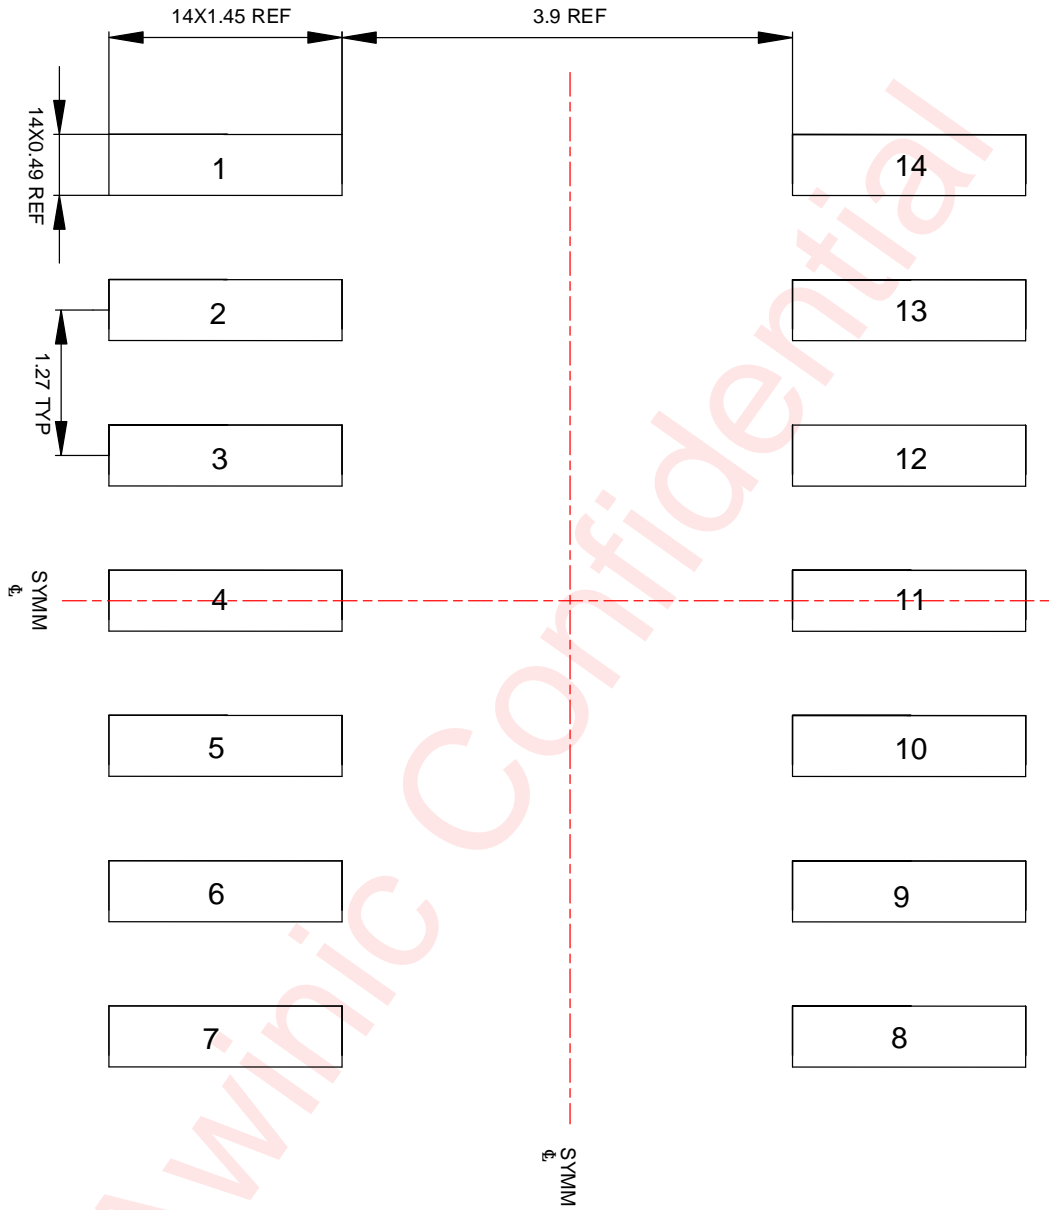 14X1.45 REF
3.9 REF
14X0.49 REF
1
14
2
13
1.27 TYP
3
12
SYMM
℄
4
11
5
10
6
9
7
8
SYMM
℄
Awinic Confidential